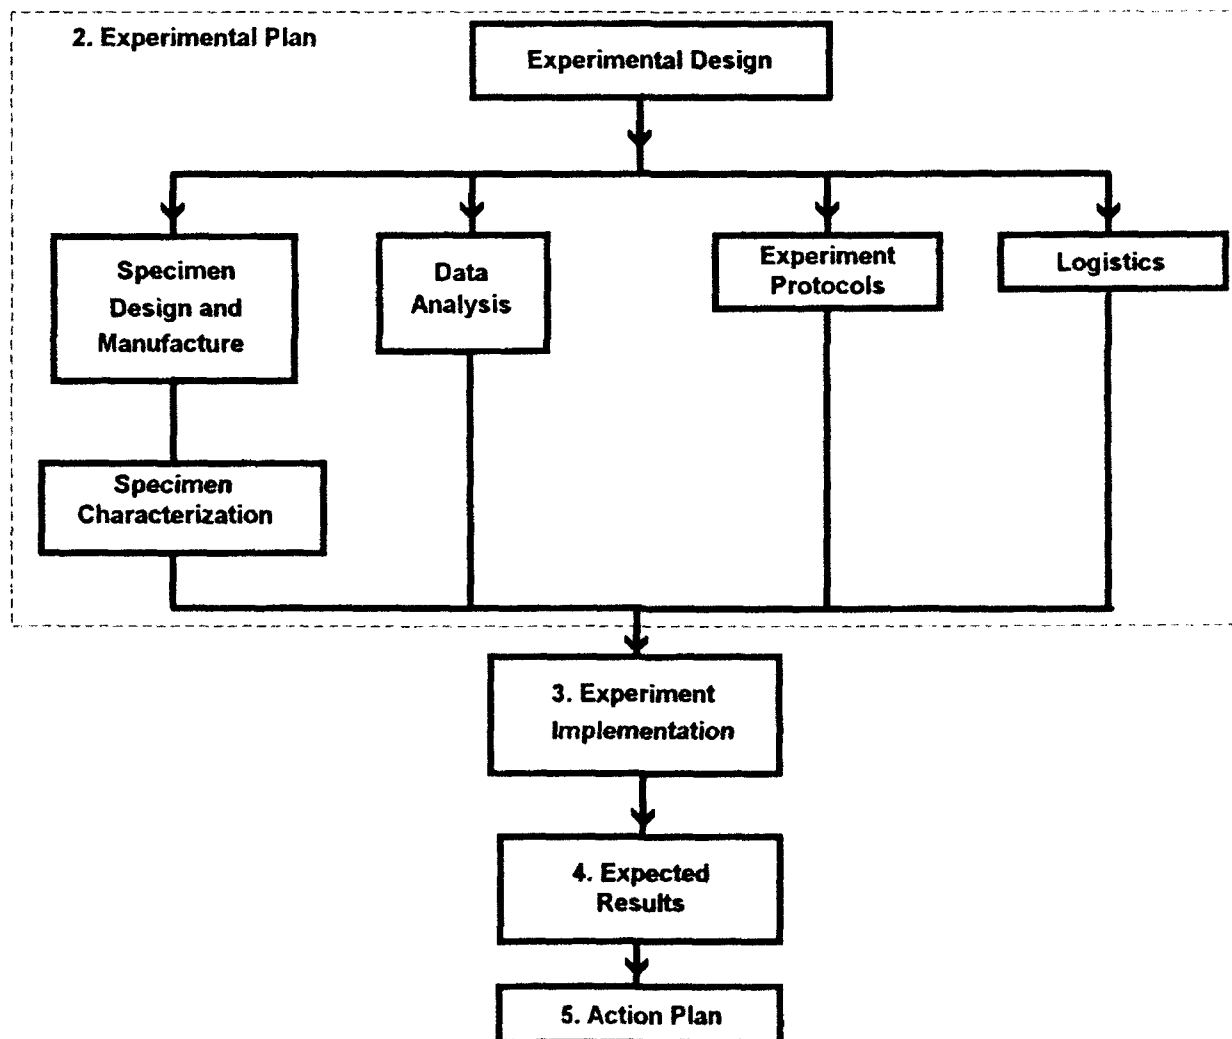 2. Experimental Plan
Experimental Design
Specimen
Design and
Manufacture
Data
Analysis
Experiment
Protocols
Logistics
Specimen
Characterization
3. Experiment
Implementation
4. Expected
Results
5. Action Plan